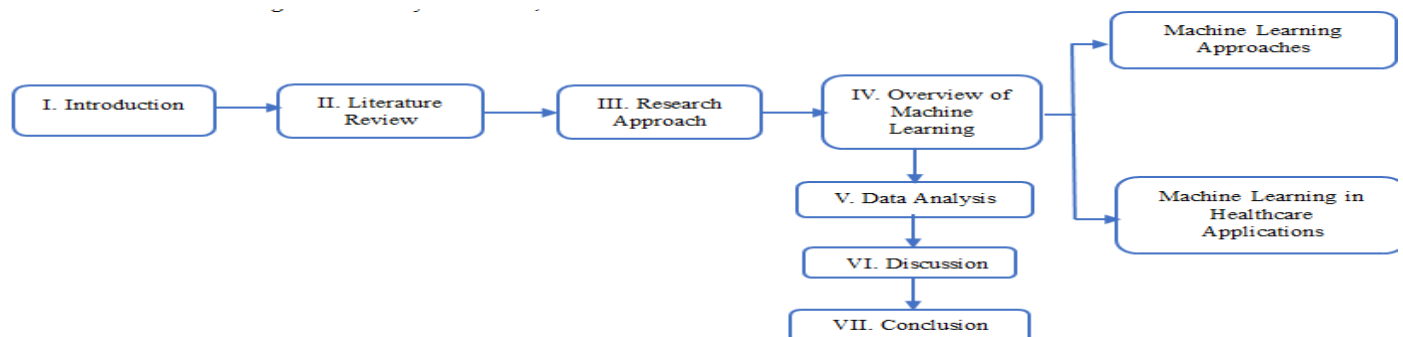 I. Introduction
II. Literature
Review
III. Research
Approach
IV. Overview of
Machine
Learning
Machine Learning
Approaches
Machine Learning in
Healthcare
Applications
V. Data Analysis
VI. Discussion
VII. Conclusion